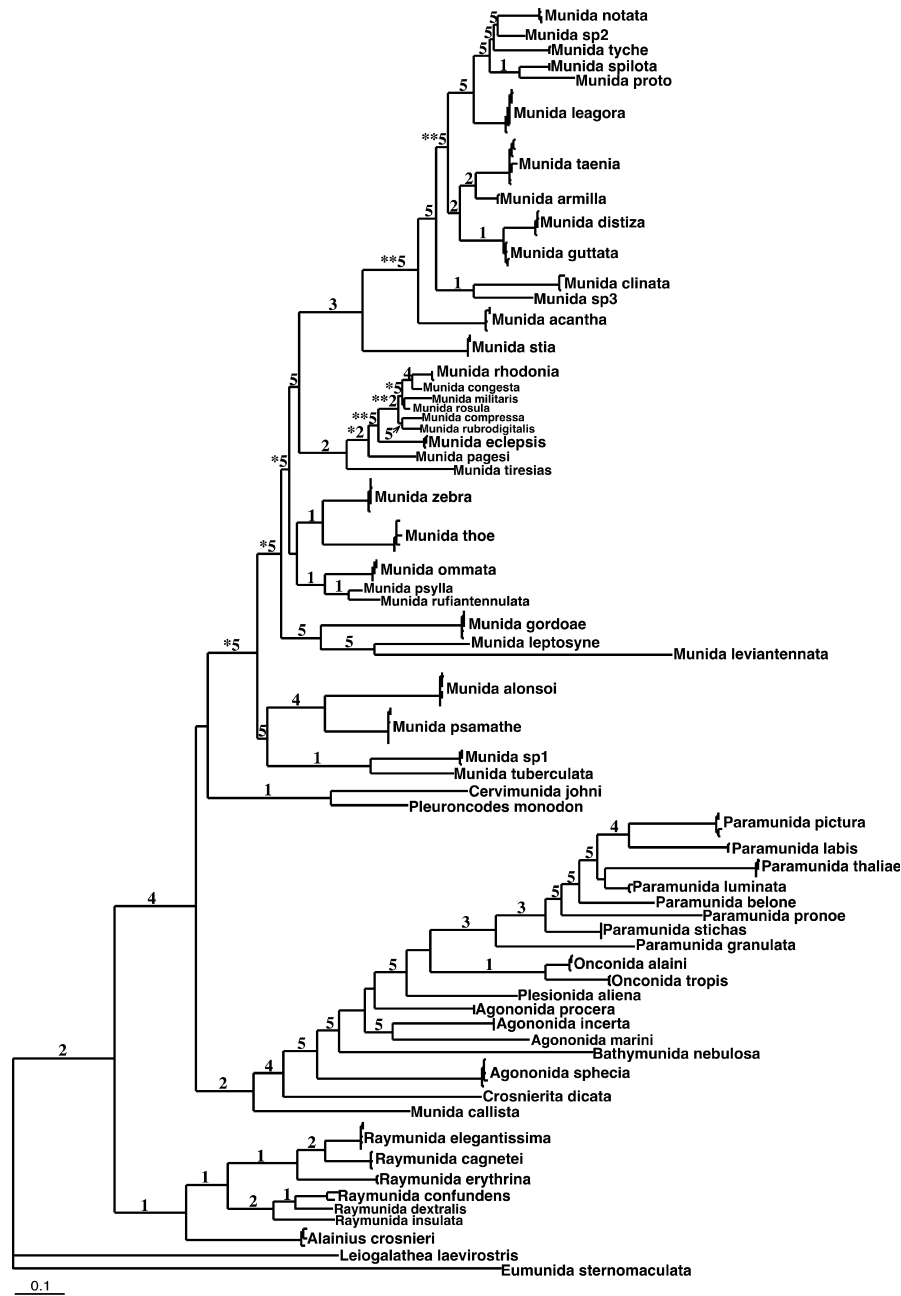 5 Munida notata
5 Munida sp2
5 Munida tyche
1 Munida spilota
Munida proto
5
Munida leagora
**5
Munida taenia
2
Munida armilla
2
5
Munida distiza
1
Munida guttata
**5
1 Munida clinata
Munida sp3
3
Munida acantha
Munida stia
4 Munida rhodonia
5
*5 Munida congesta
**2 Munida militaris
Munida rosula
**5 Munida compressa
5 Munida rubrodigitalis
*2 Munida eclepsis
2
Munida pagesi
*5
Munida tiresias
Munida zebra
1
Munida thoe
*5
Munida ommata
1 1 Munida psylla
Munida rufiantennulata
5 Munida gordoae
*5 5 Munida leptosyne
Munida leviantennata
Munida alonsoi
4
Munida psamathe
5
1 Munida sp1
Munida tuberculata
1 Cervimunida johni
Pleuroncodes monodon
4 Paramunida pictura
5 Paramunida labis
Paramunida thaliae
5 Paramunida luminata
5 Paramunida belone
4
3 Paramunida pronoe
3 Paramunida stichas
Paramunida granulata
5 1 Onconida alaini
Onconida tropis
Plesionida aliena
Agononida procera
5 5 Agononida incerta
Agononida marini
5
2 Bathymunida nebulosa
4 Agononida sphecia
2
Crosnierita dicata
Munida callista
2 Raymunida elegantissima
1 Raymunida cagnetei
1 Raymunida erythrina
2 1 Raymunida confundens
1 Raymunida dextralis
Raymunida insulata
Alainius crosnieri
Leiogalathea laevirostris
Eumunida sternomaculata
0.1